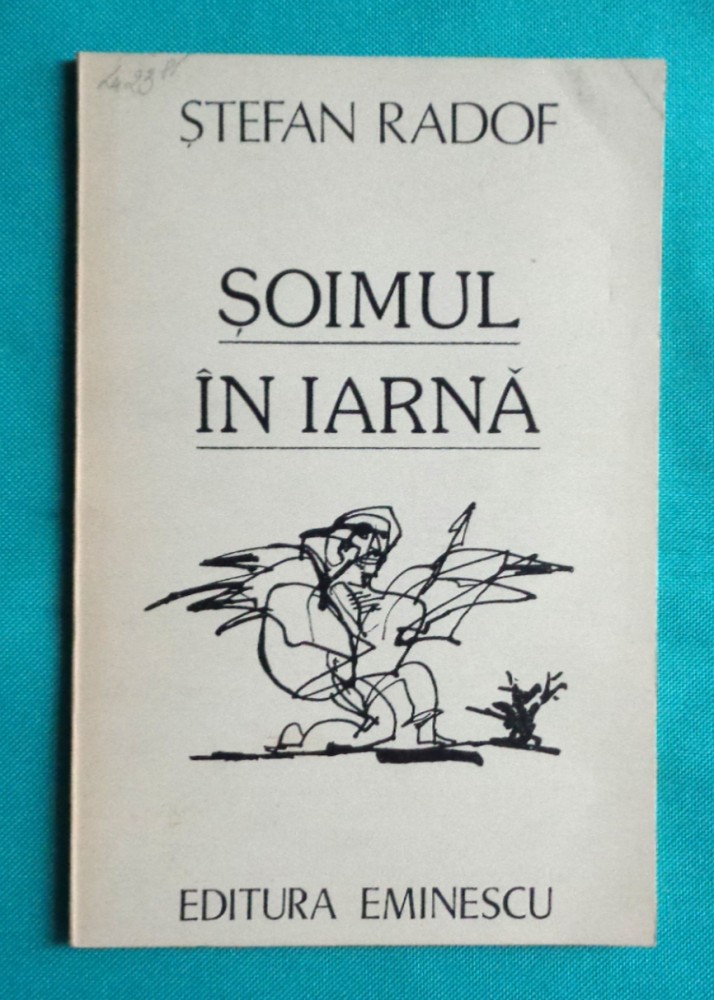 ȘTEFAN RADOF
ȘOIMUL
ÎN IARNĂ
EDITURA EMINESCU